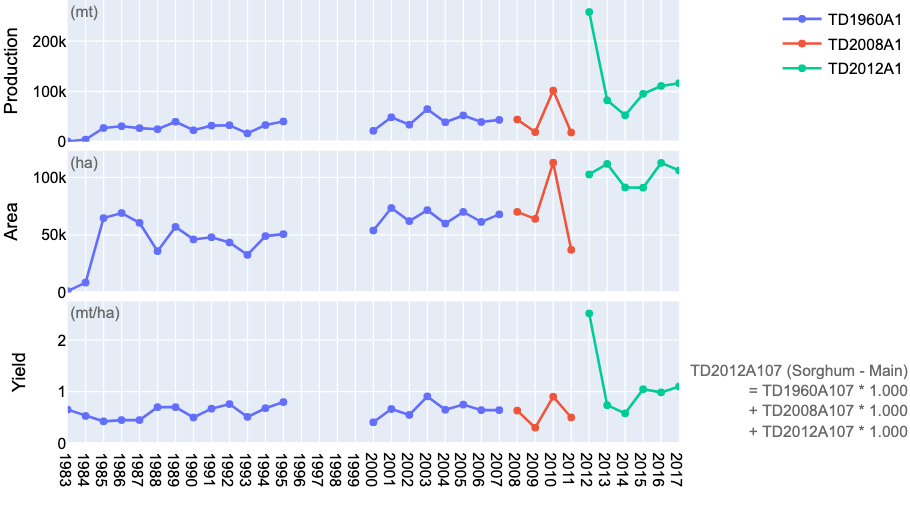 (mt)
200k
100k
0
Production
(ha)
100k
50k
0
Area
(mt/ha)
2
1
0
Yield
1983
1984
1985
1986
1987
1988
1989
1990
1991
1992
1993
1994
1995
1996
1997
1998
1999
2000
2001
2002
2003
2004
2005
2006
2007
2008
2009
2010
2011
2012
2013
2014
2015
2016
2017
TD1960A1
TD2008A1
TD2012A1
TD2012A107 (Sorghum - Main)
= TD1960A107 * 1.000
+ TD2008A107 * 1.000
+ TD2012A107 * 1.000